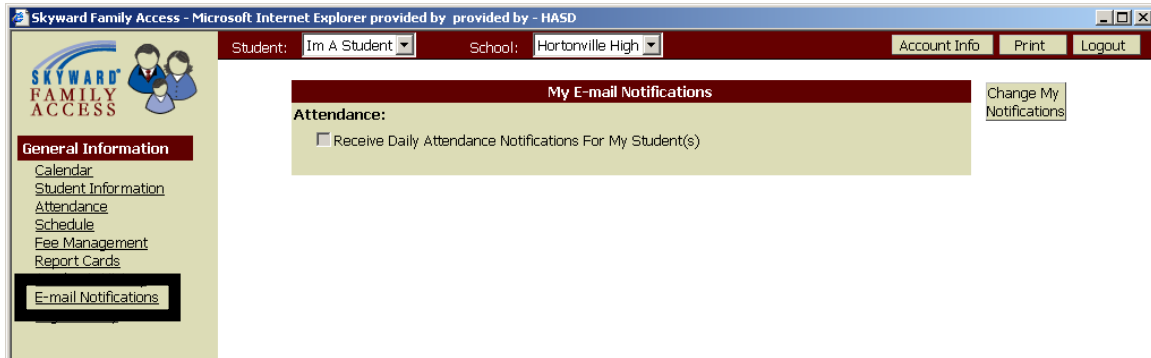 Skyward Family Access - Microsoft Internet Explorer provided by provided by - HASD
Student: Im A Student School: Hortonville High Account Info Print Logout
SKYWARD
FAMILY
ACCESS
My E-mail Notifications
Change My
Notifications
Attendance:
Receive Daily Attendance Notifications For My Student(s)
General Information
Calendar
Student Information
Attendance
Schedule
Fee Management
Report Cards
E-mail Notifications